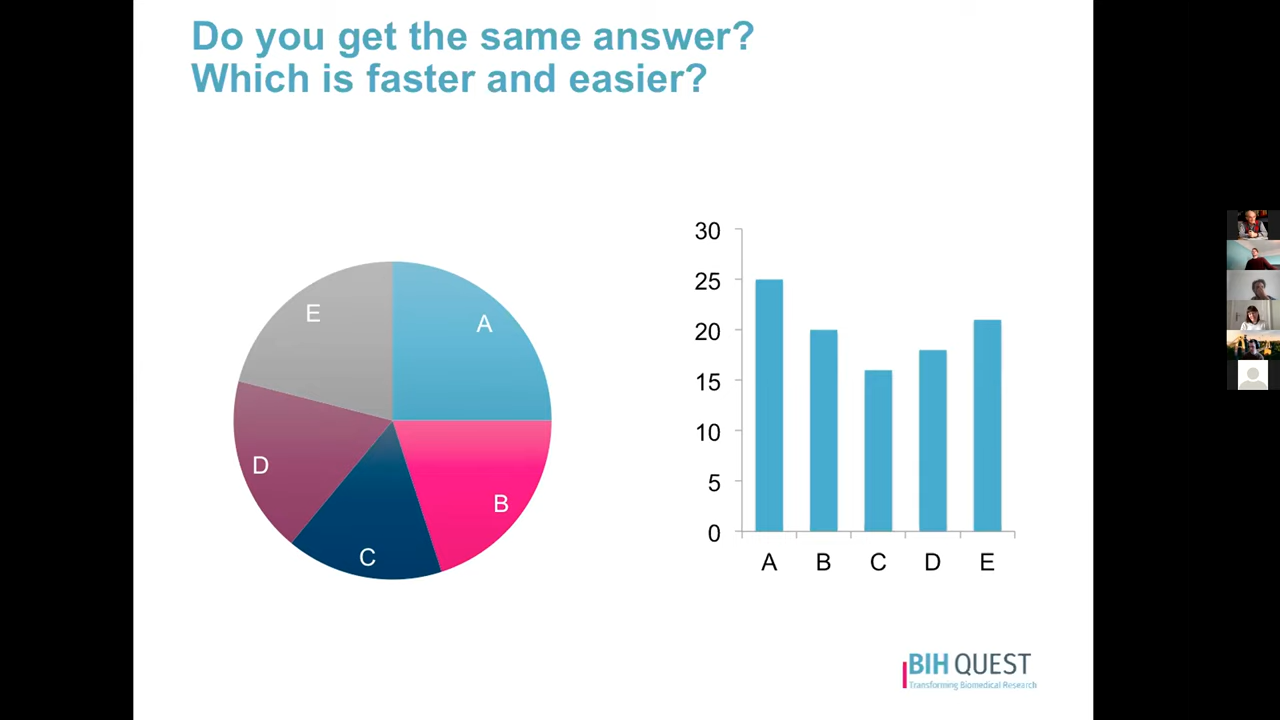 Do you get the same answer?
Which is faster and easier?
E
A
D
B
C
30
25
20
15
10
5
0
A B C D E
BIH QUEST
Transforming Biomedical Research